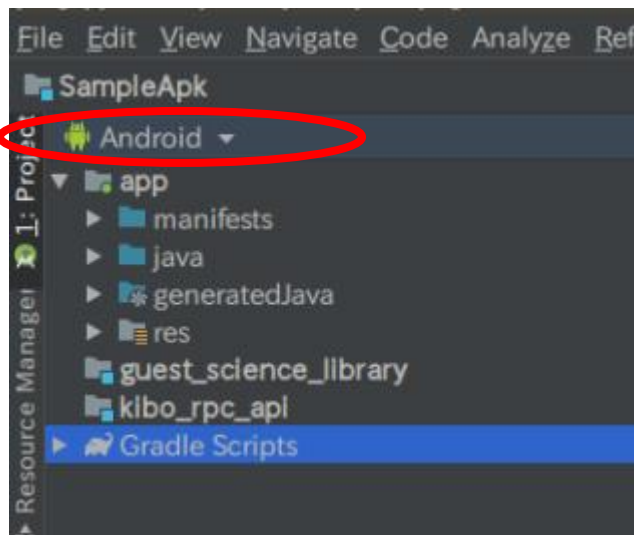 File Edit View Navigate Code Analyze Ref
SampleApk
Android
app
manifests
java
generatedJava
res
guest_science_library
kibo_rpc_api
Gradle Scripts
1: Project
Resource Manager